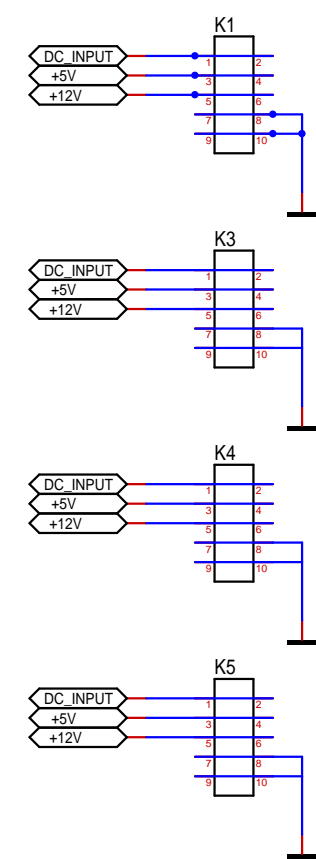 K1
DC_INPUT 1 2
+5V 3 4
+12V 5 6
7 8
9 10
K3
DC_INPUT 1 2
+5V 3 4
+12V 5 6
7 8
9 10
K4
DC_INPUT 1 2
+5V 3 4
+12V 5 6
7 8
9 10
K5
DC_INPUT 1 2
+5V 3 4
+12V 5 6
7 8
9 10